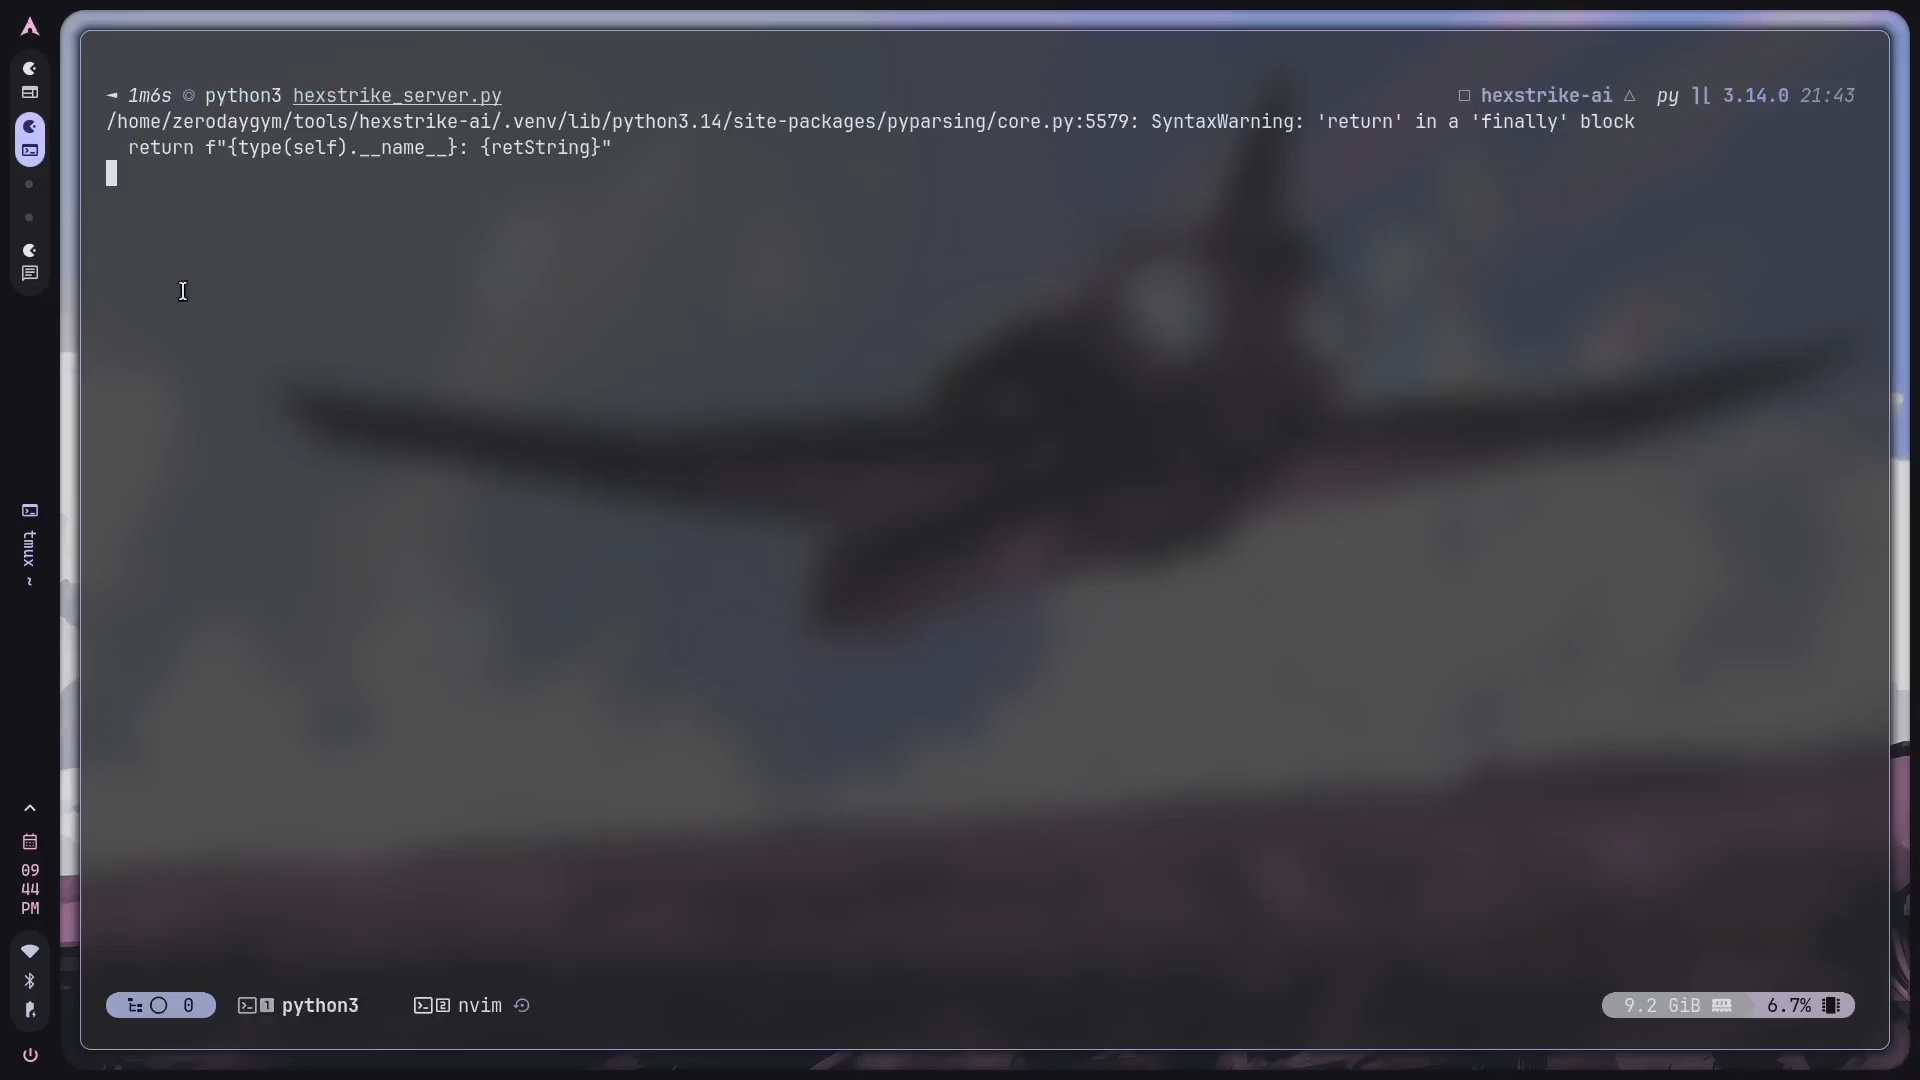 1m6s python3 hexstrike_server.py hexstrike-ai py 3.14.0 21:43
/home/zerodaygym/tools/hexstrike-ai/.venv/lib/python3.14/site-packages/pyparsing/core.py:5579: SyntaxWarning: 'return' in a 'finally' block
return f"{type(self).__name__}: {retString}"
tmux ~
09
44
PM
0 1 python3 2 nvim 9.2 GiB 6.7%